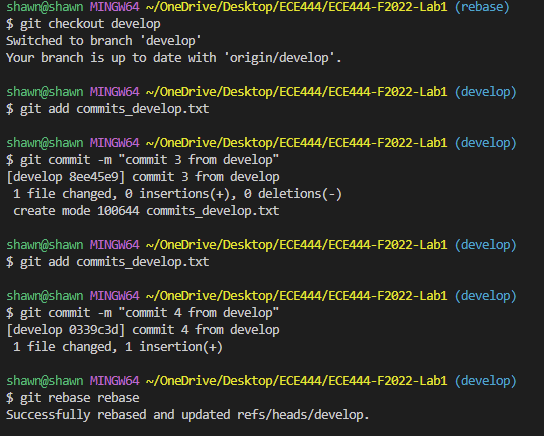 shawn@shawn MINGW64 ~/OneDrive/Desktop/ECE444/ECE444-F2022-Lab1 (rebase)
$ git checkout develop
Switched to branch 'develop'
Your branch is up to date with 'origin/develop'.
shawn@shawn MINGW64 ~/OneDrive/Desktop/ECE444/ECE444-F2022-Lab1 (develop)
$ git add commits_develop.txt
shawn@shawn MINGW64 ~/OneDrive/Desktop/ECE444/ECE444-F2022-Lab1 (develop)
$ git commit -m "commit 3 from develop"
[develop 8ee45e9] commit 3 from develop
 1 file changed, 0 insertions(+), 0 deletions(-)
 create mode 100644 commits_develop.txt
shawn@shawn MINGW64 ~/OneDrive/Desktop/ECE444/ECE444-F2022-Lab1 (develop)
$ git add commits_develop.txt
shawn@shawn MINGW64 ~/OneDrive/Desktop/ECE444/ECE444-F2022-Lab1 (develop)
$ git commit -m "commit 4 from develop"
[develop 0339c3d] commit 4 from develop
 1 file changed, 1 insertion(+)
shawn@shawn MINGW64 ~/OneDrive/Desktop/ECE444/ECE444-F2022-Lab1 (develop)
$ git rebase rebase
Successfully rebased and updated refs/heads/develop.